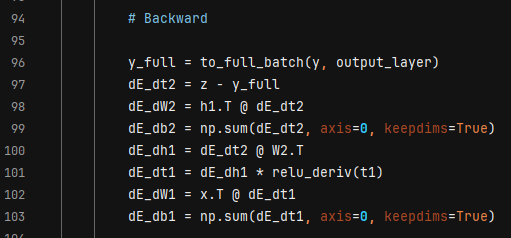 94 # Backward
95
96 y_full = to_full_batch(y, output_layer)
97 dE_dt2 = z - y_full
98 dE_dW2 = h1.T @ dE_dt2
99 dE_db2 = np.sum(dE_dt2, axis=0, keepdims=True)
100 dE_dh1 = dE_dt2 @ W2.T
101 dE_dt1 = dE_dh1 * relu_deriv(t1)
102 dE_dW1 = x.T @ dE_dt1
103 dE_db1 = np.sum(dE_dt1, axis=0, keepdims=True)